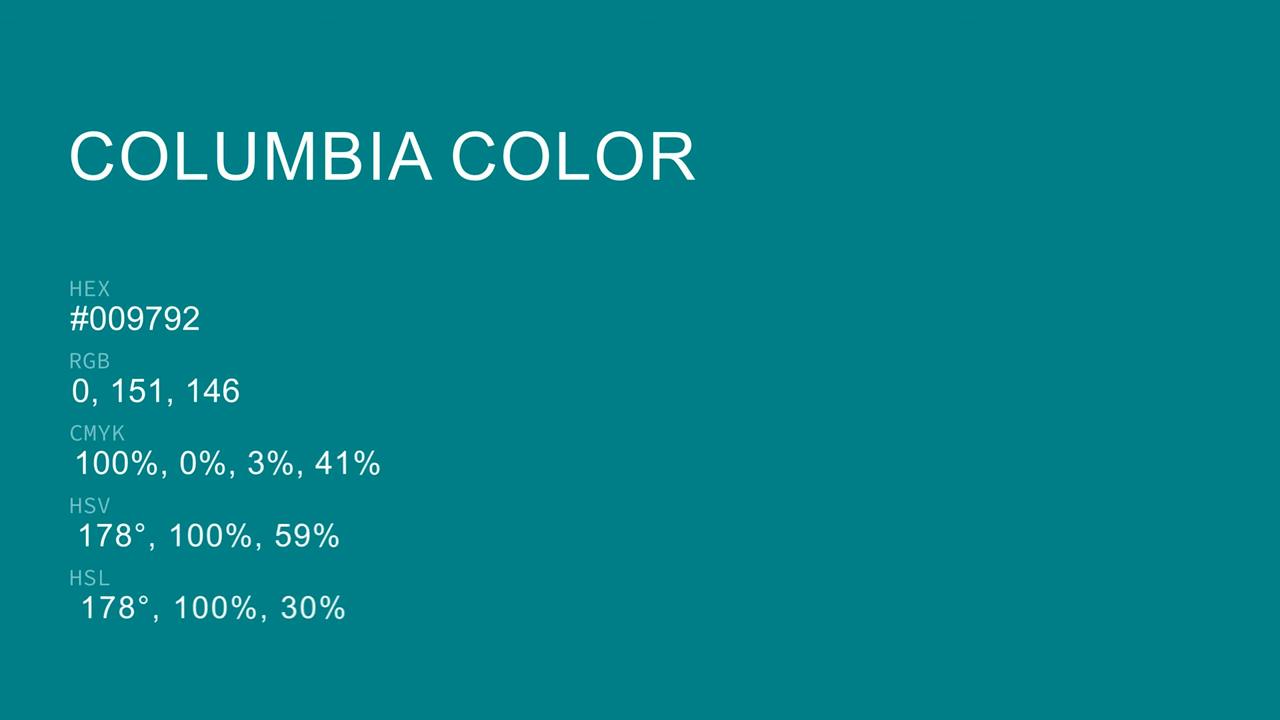 COLUMBIA COLOR
HEX
#009792
RGB
0, 151, 146
CMYK
100%, 0%, 3%, 41%
HSV
178°, 100%, 59%
HSL
178°, 100%, 30%